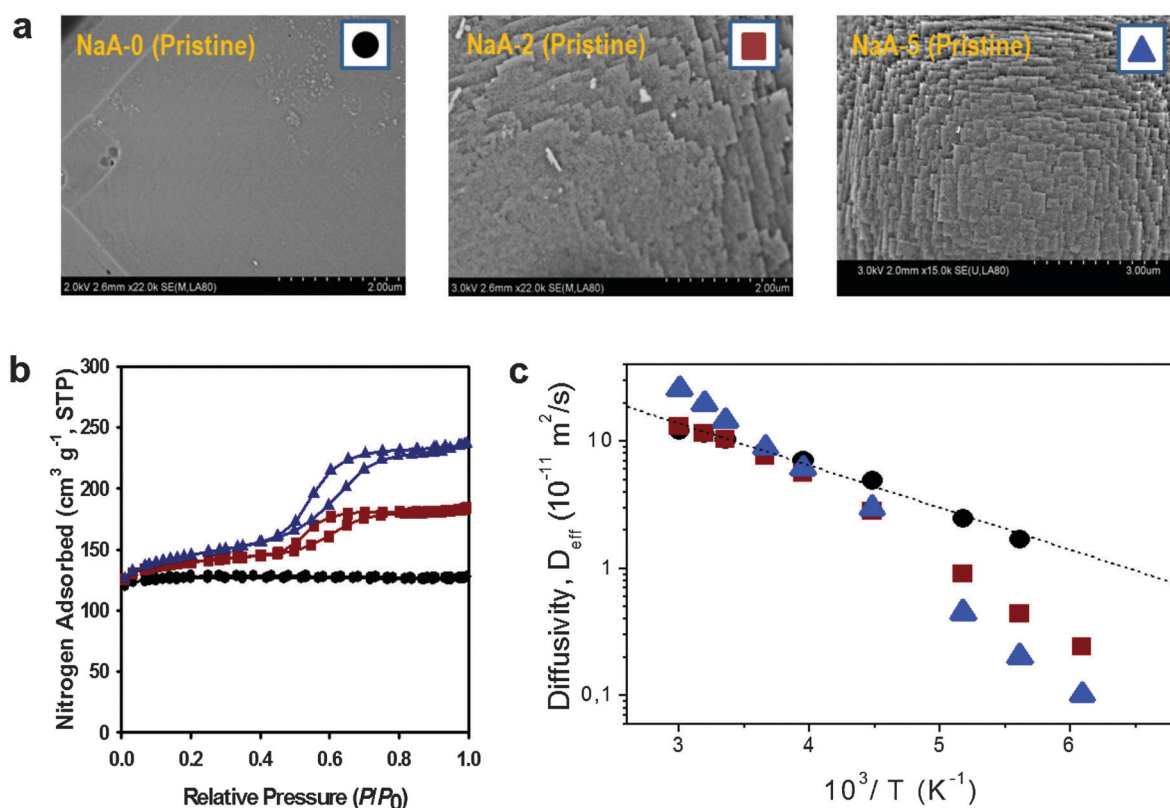 a
NaA-0 (Pristine)
NaA-2 (Pristine)
NaA-5 (Pristine)
2.0kV 2.6mm x22.0k SE(M,LA80) 2.00um
3.0kV 2.6mm x22.0k SE(M,LA80) 2.00um
3.0kV 2.0mm x15.0k SE(U,LA80) 3.00um
b
Nitrogen Adsorbed (cm³ g⁻¹, STP)
300
250
200
150
100
50
0
0.0 0.2 0.4 0.6 0.8 1.0
Relative Pressure (P/P₀)
c
Diffusivity, D_eff (10⁻¹¹ m²/s)
10
1
0,1
3 4 5 6
10³/ T (K⁻¹)